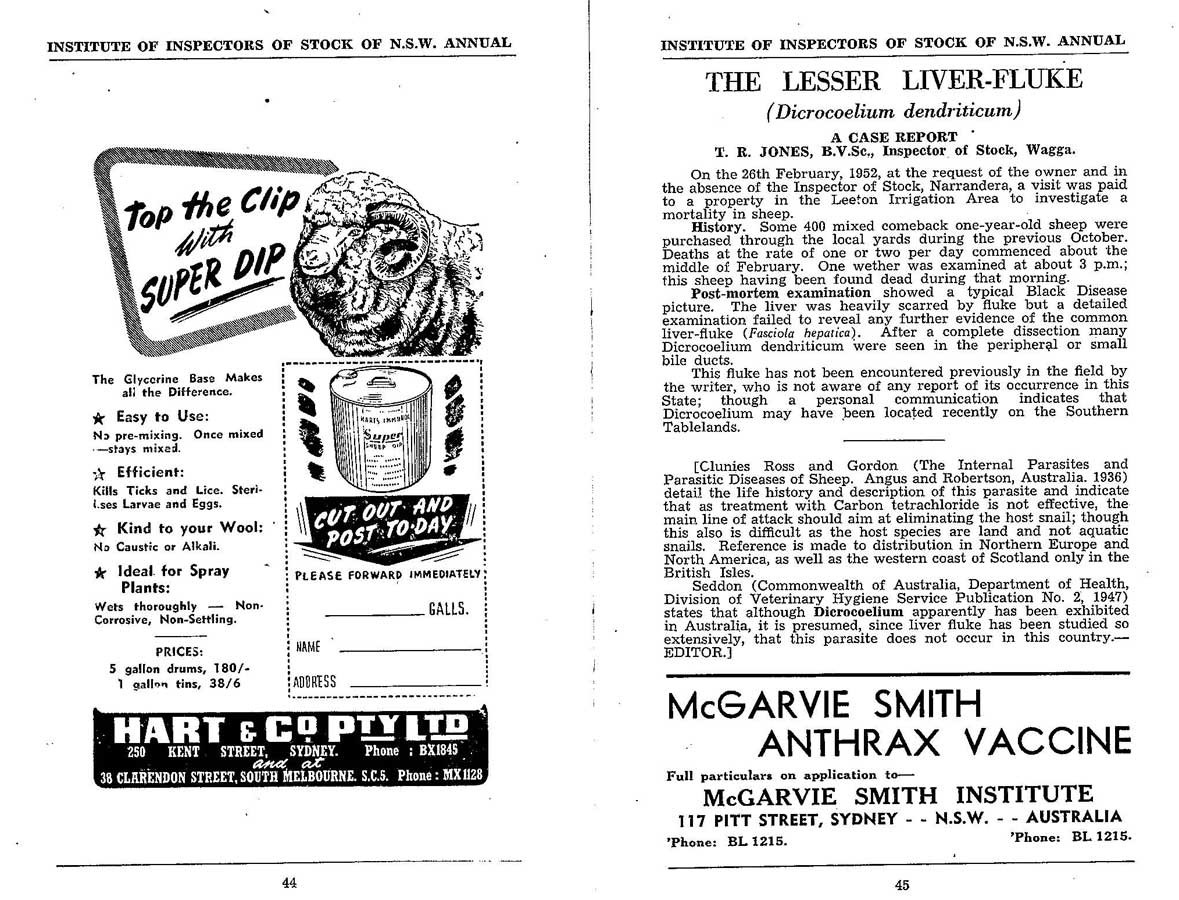 INSTITUTE OF INSPECTORS OF STOCK OF N.S.W. ANNUAL
Top the Clip
With
SUPER DIP
The Glycerine Base Makes
all the Difference.
★ Easy to Use:
No pre-mixing. Once mixed
—stays mixed.
☆ Efficient:
Kills Ticks and Lice. Steri-
lses Larvae and Eggs.
★ Kind to your Wool:
No Caustic or Alkali.
★ Ideal for Spray
Plants:
Wets thoroughly — Non-
Corrosive, Non-Settling.
PRICES:
5 gallon drums, 180/-
1 gallon tins, 38/6
Super
SHEEP DIP
CUT OUT AND
POST TO-DAY
PLEASE FORWARD IMMEDIATELY
GALLS.
NAME
ADDRESS
HART & Co PTY LTD
250 KENT STREET, SYDNEY. Phone : BX1845
and at
38 CLARENDON STREET, SOUTH MELBOURNE. S.C.5. Phone : MX1128
44
INSTITUTE OF INSPECTORS OF STOCK OF N.S.W. ANNUAL
THE LESSER LIVER-FLUKE
(Dicrocoelium dendriticum)
A CASE REPORT
T. R. JONES, B.V.Sc., Inspector of Stock, Wagga.
On the 26th February, 1952, at the request of the owner and in
the absence of the Inspector of Stock, Narrandera, a visit was paid
to a property in the Leeton Irrigation Area to investigate a
mortality in sheep.
History. Some 400 mixed comeback one-year-old sheep were
purchased through the local yards during the previous October.
Deaths at the rate of one or two per day commenced about the
middle of February. One wether was examined at about 3 p.m.;
this sheep having been found dead during that morning.
Post-mortem examination showed a typical Black Disease
picture. The liver was heavily scarred by fluke but a detailed
examination failed to reveal any further evidence of the common
liver-fluke (Fasciola hepatica). After a complete dissection many
Dicrocoelium dendriticum were seen in the peripheral or small
bile ducts.
This fluke has not been encountered previously in the field by
the writer, who is not aware of any report of its occurrence in this
State; though a personal communication indicates that
Dicrocoelium may have been located recently on the Southern
Tablelands.
[Clunies Ross and Gordon (The Internal Parasites and
Parasitic Diseases of Sheep. Angus and Robertson, Australia. 1936)
detail the life history and description of this parasite and indicate
that as treatment with Carbon tetrachloride is not effective, the
main line of attack should aim at eliminating the host snail; though
this also is difficult as the host species are land and not aquatic
snails. Reference is made to distribution in Northern Europe and
North America, as well as the western coast of Scotland only in the
British Isles.
Seddon (Commonwealth of Australia, Department of Health,
Division of Veterinary Hygiene Service Publication No. 2, 1947)
states that although Dicrocoelium apparently has been exhibited
in Australia, it is presumed, since liver fluke has been studied so
extensively, that this parasite does not occur in this country.—
EDITOR.]
McGARVIE SMITH
ANTHRAX VACCINE
Full particulars on application to—
McGARVIE SMITH INSTITUTE
117 PITT STREET, SYDNEY - - N.S.W. - - AUSTRALIA
'Phone: BL 1215. 'Phone: BL 1215.
45